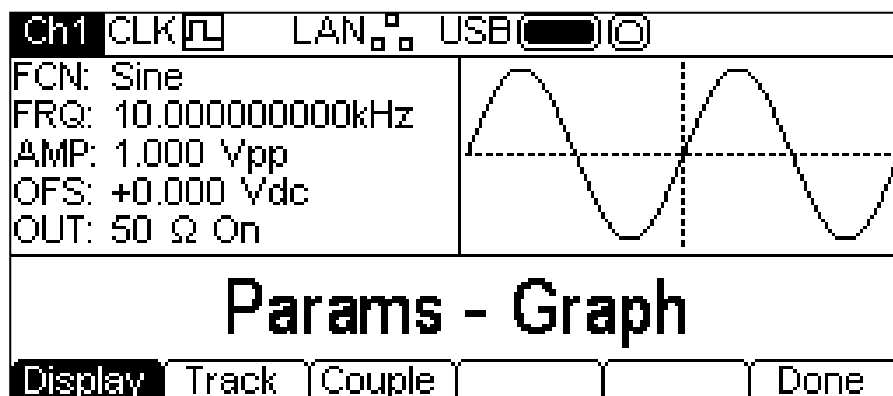 Ch1 CLK LAN USB
FCN: Sine
FRQ: 10.000000000kHz
AMP: 1.000 Vpp
OFS: +0.000 Vdc
OUT: 50 Ω On
Params - Graph
Display Track Couple Done